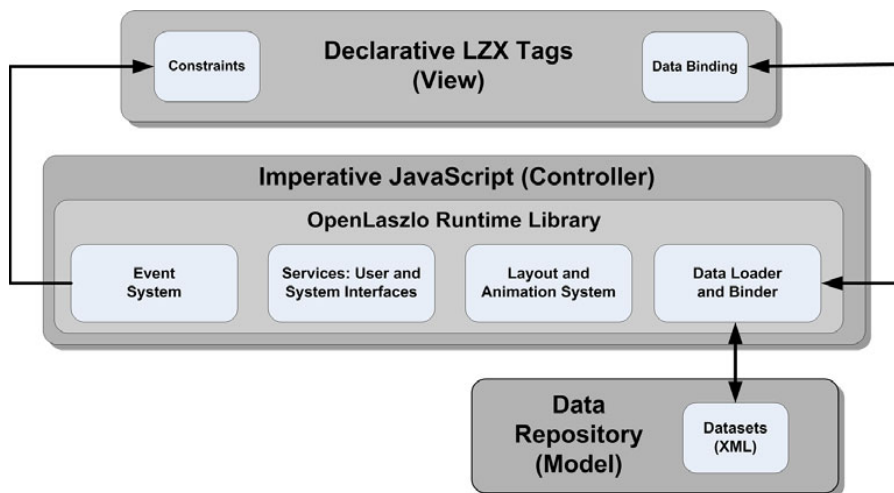 Declarative LZX Tags
(View)
Constraints
Data Binding
Imperative JavaScript (Controller)
OpenLaszlo Runtime Library
Event
System
Services: User and
System Interfaces
Layout and
Animation System
Data Loader
and Binder
Data
Repository
(Model)
Datasets
(XML)